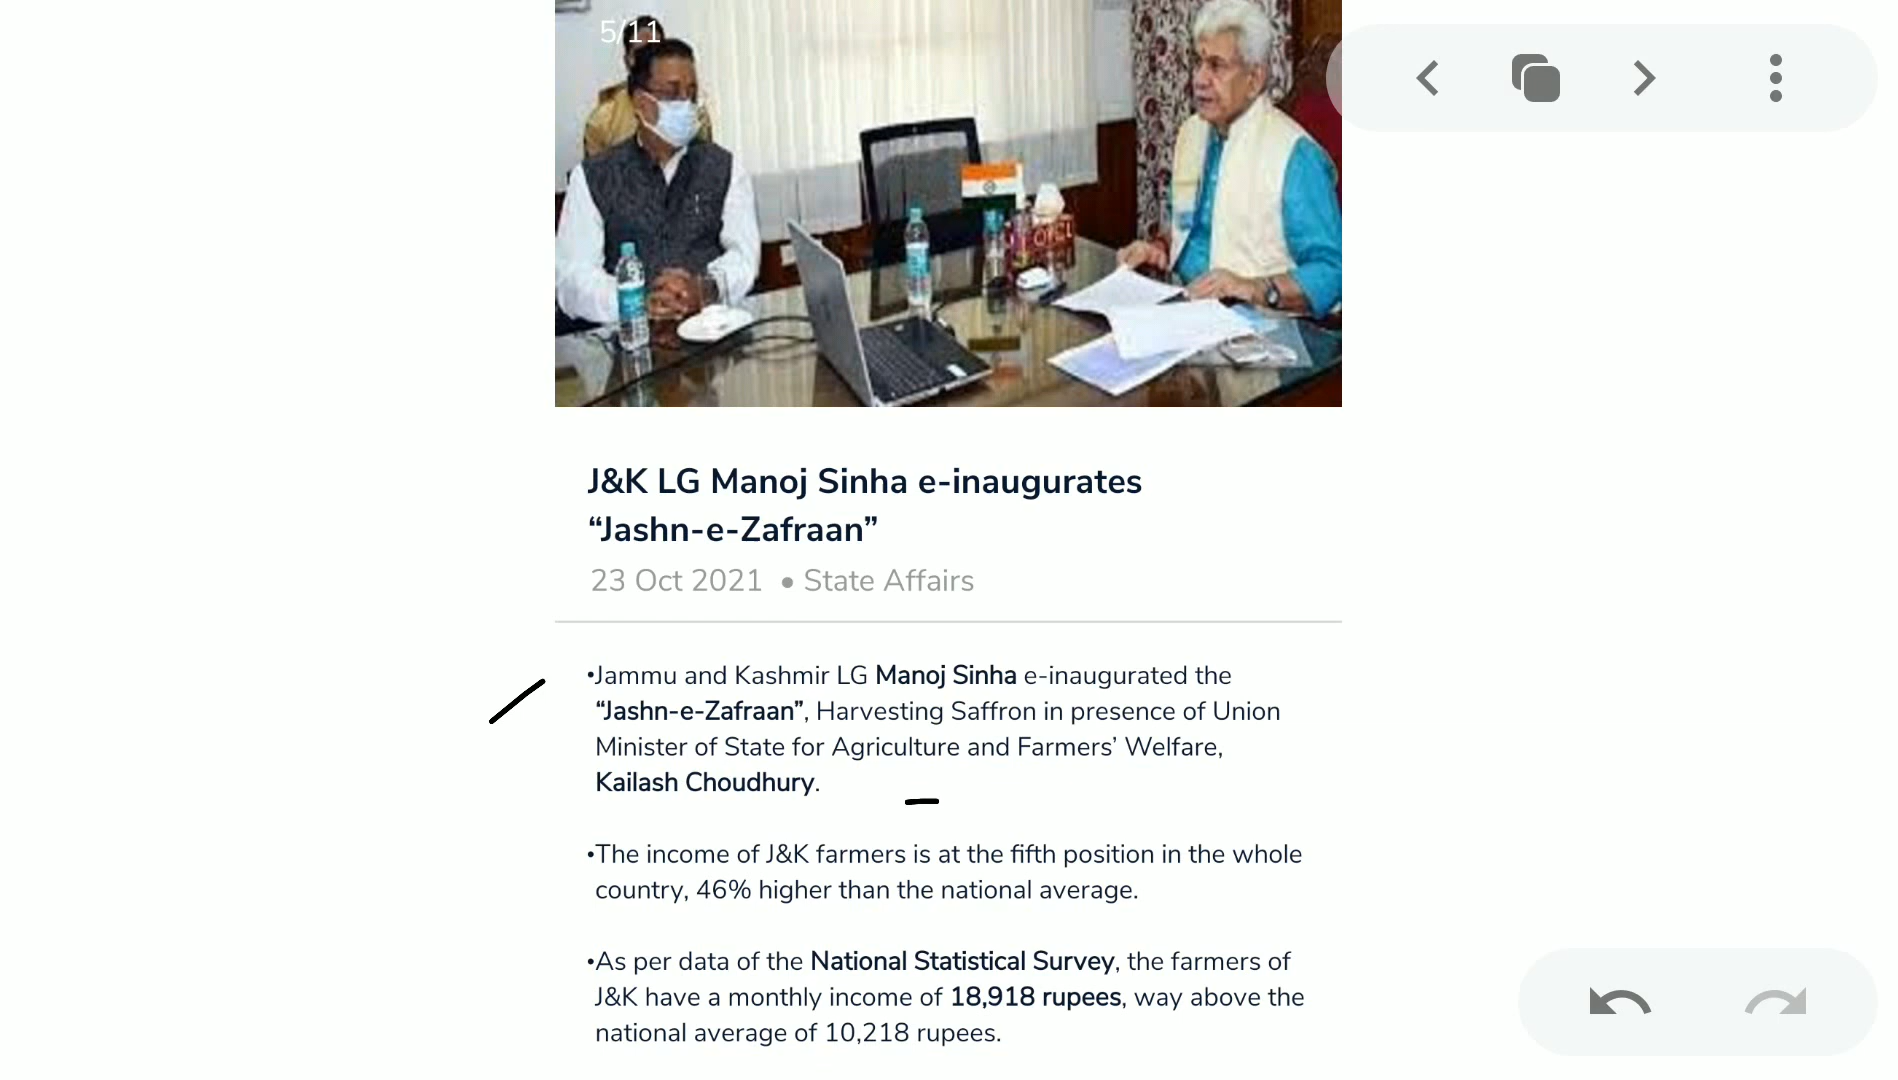 5/11
J&K LG Manoj Sinha e-inaugurates
“Jashn-e-Zafraan”
23 Oct 2021 • State Affairs
•Jammu and Kashmir LG Manoj Sinha e-inaugurated the
“Jashn-e-Zafraan”, Harvesting Saffron in presence of Union
Minister of State for Agriculture and Farmers’ Welfare,
Kailash Choudhury.
•The income of J&K farmers is at the fifth position in the whole
country, 46% higher than the national average.
•As per data of the National Statistical Survey, the farmers of
J&K have a monthly income of 18,918 rupees, way above the
national average of 10,218 rupees.